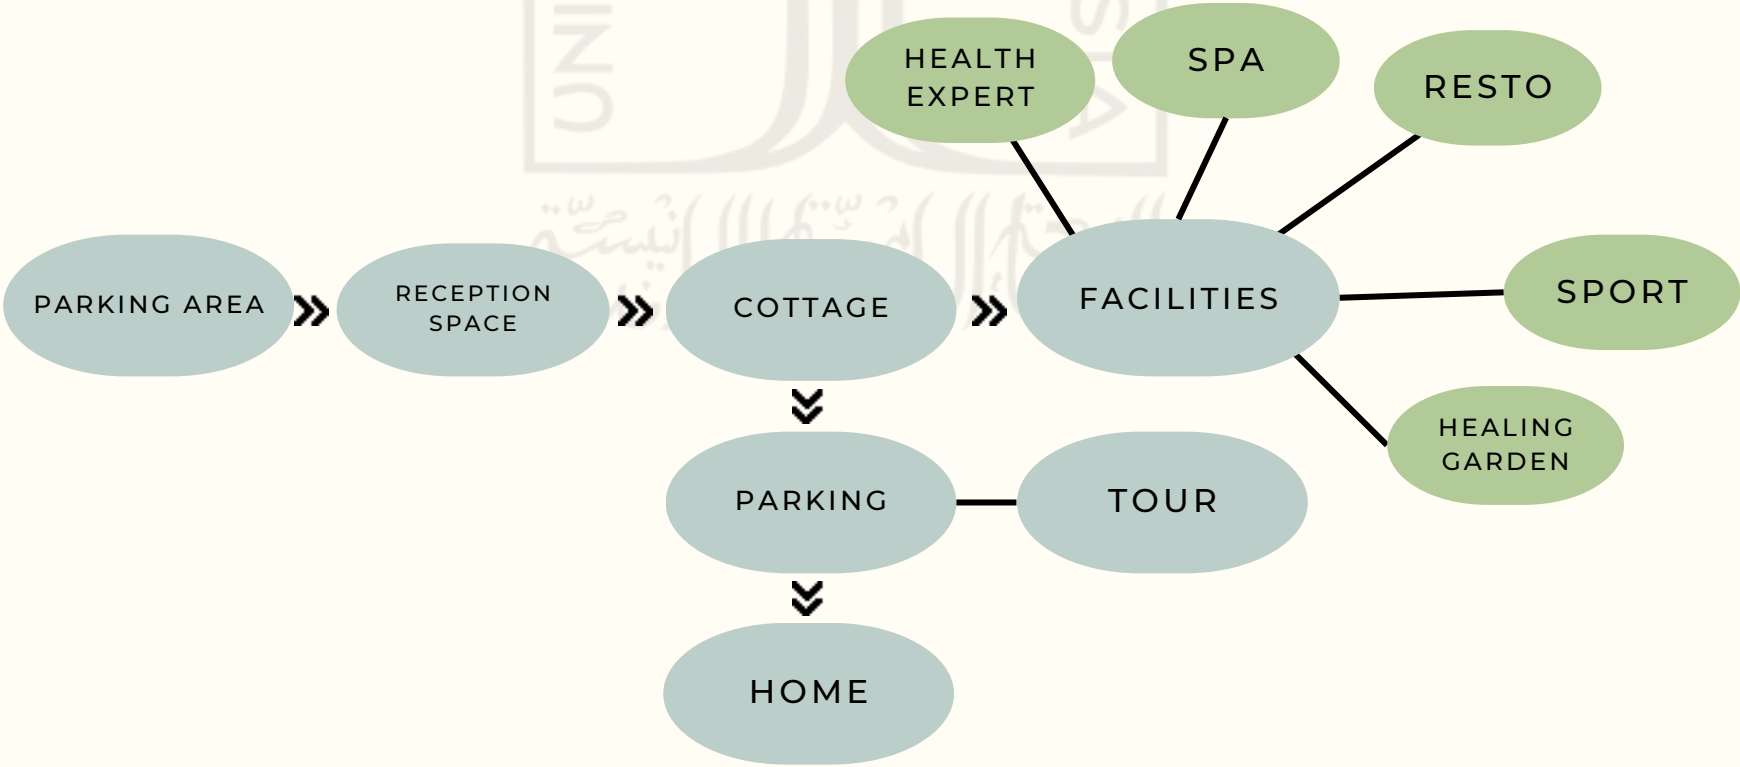 HEALTH
EXPERT
SPA
RESTO
PARKING AREA
RECEPTION
SPACE
COTTAGE
FACILITIES
SPORT
HEALING
GARDEN
PARKING
TOUR
HOME